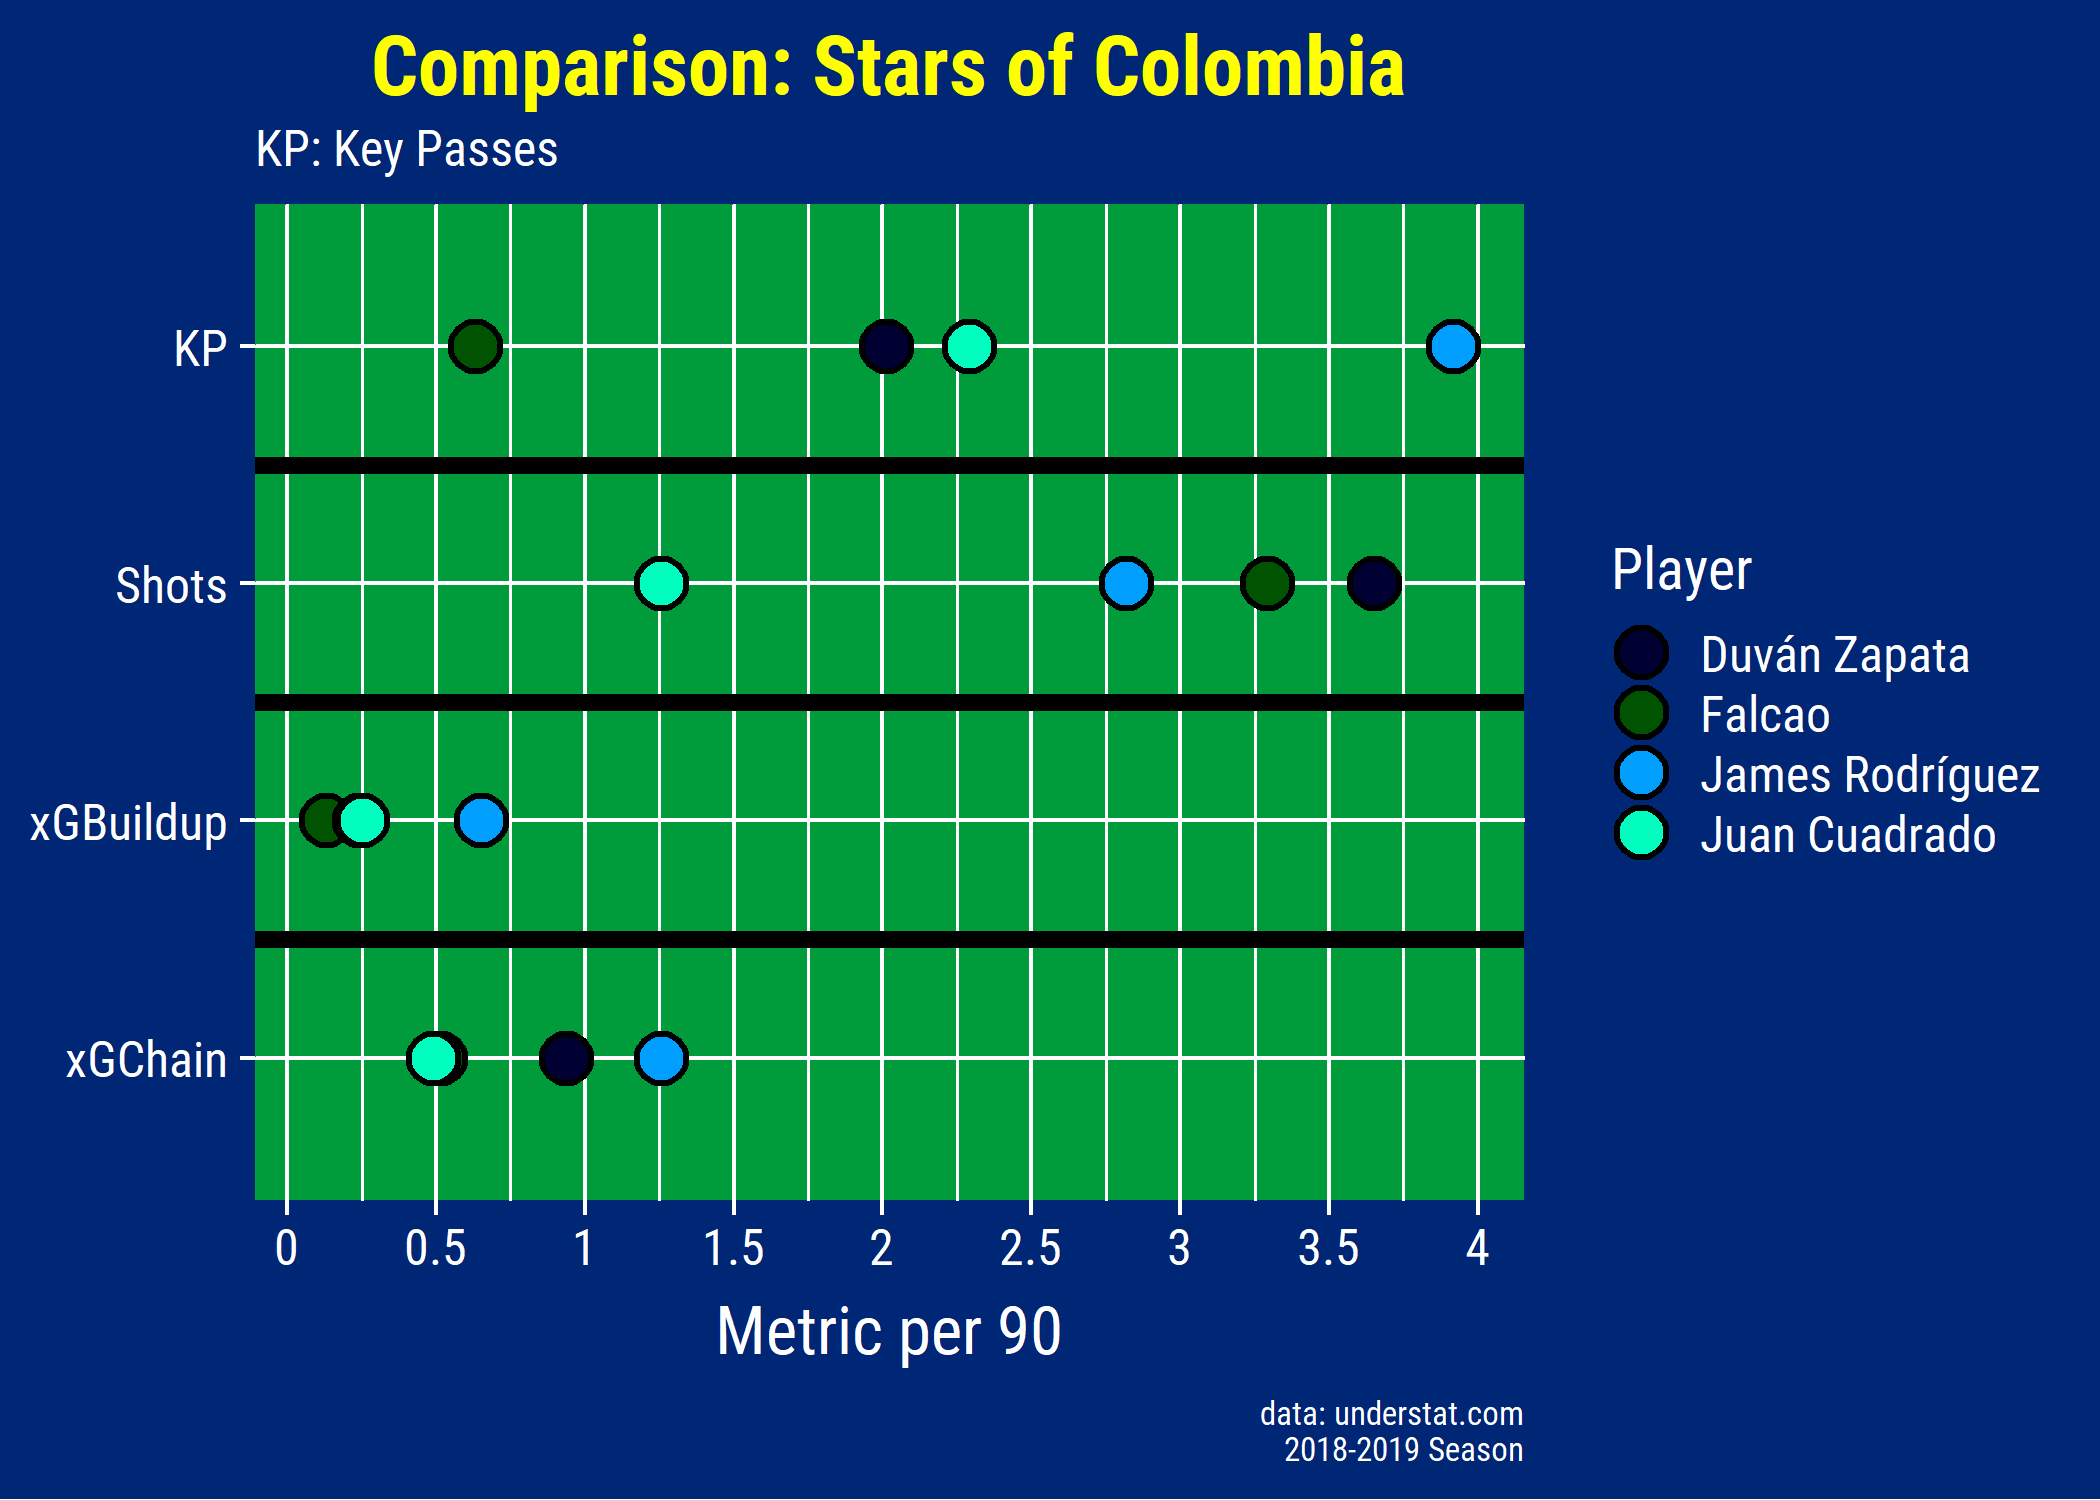 Comparison: Stars of Colombia
KP: Key Passes
KP
Shots
xGBuildup
xGChain
0 0.5 1 1.5 2 2.5 3 3.5 4
Metric per 90
Player
Duván Zapata
Falcao
James Rodríguez
Juan Cuadrado
data: understat.com
2018-2019 Season